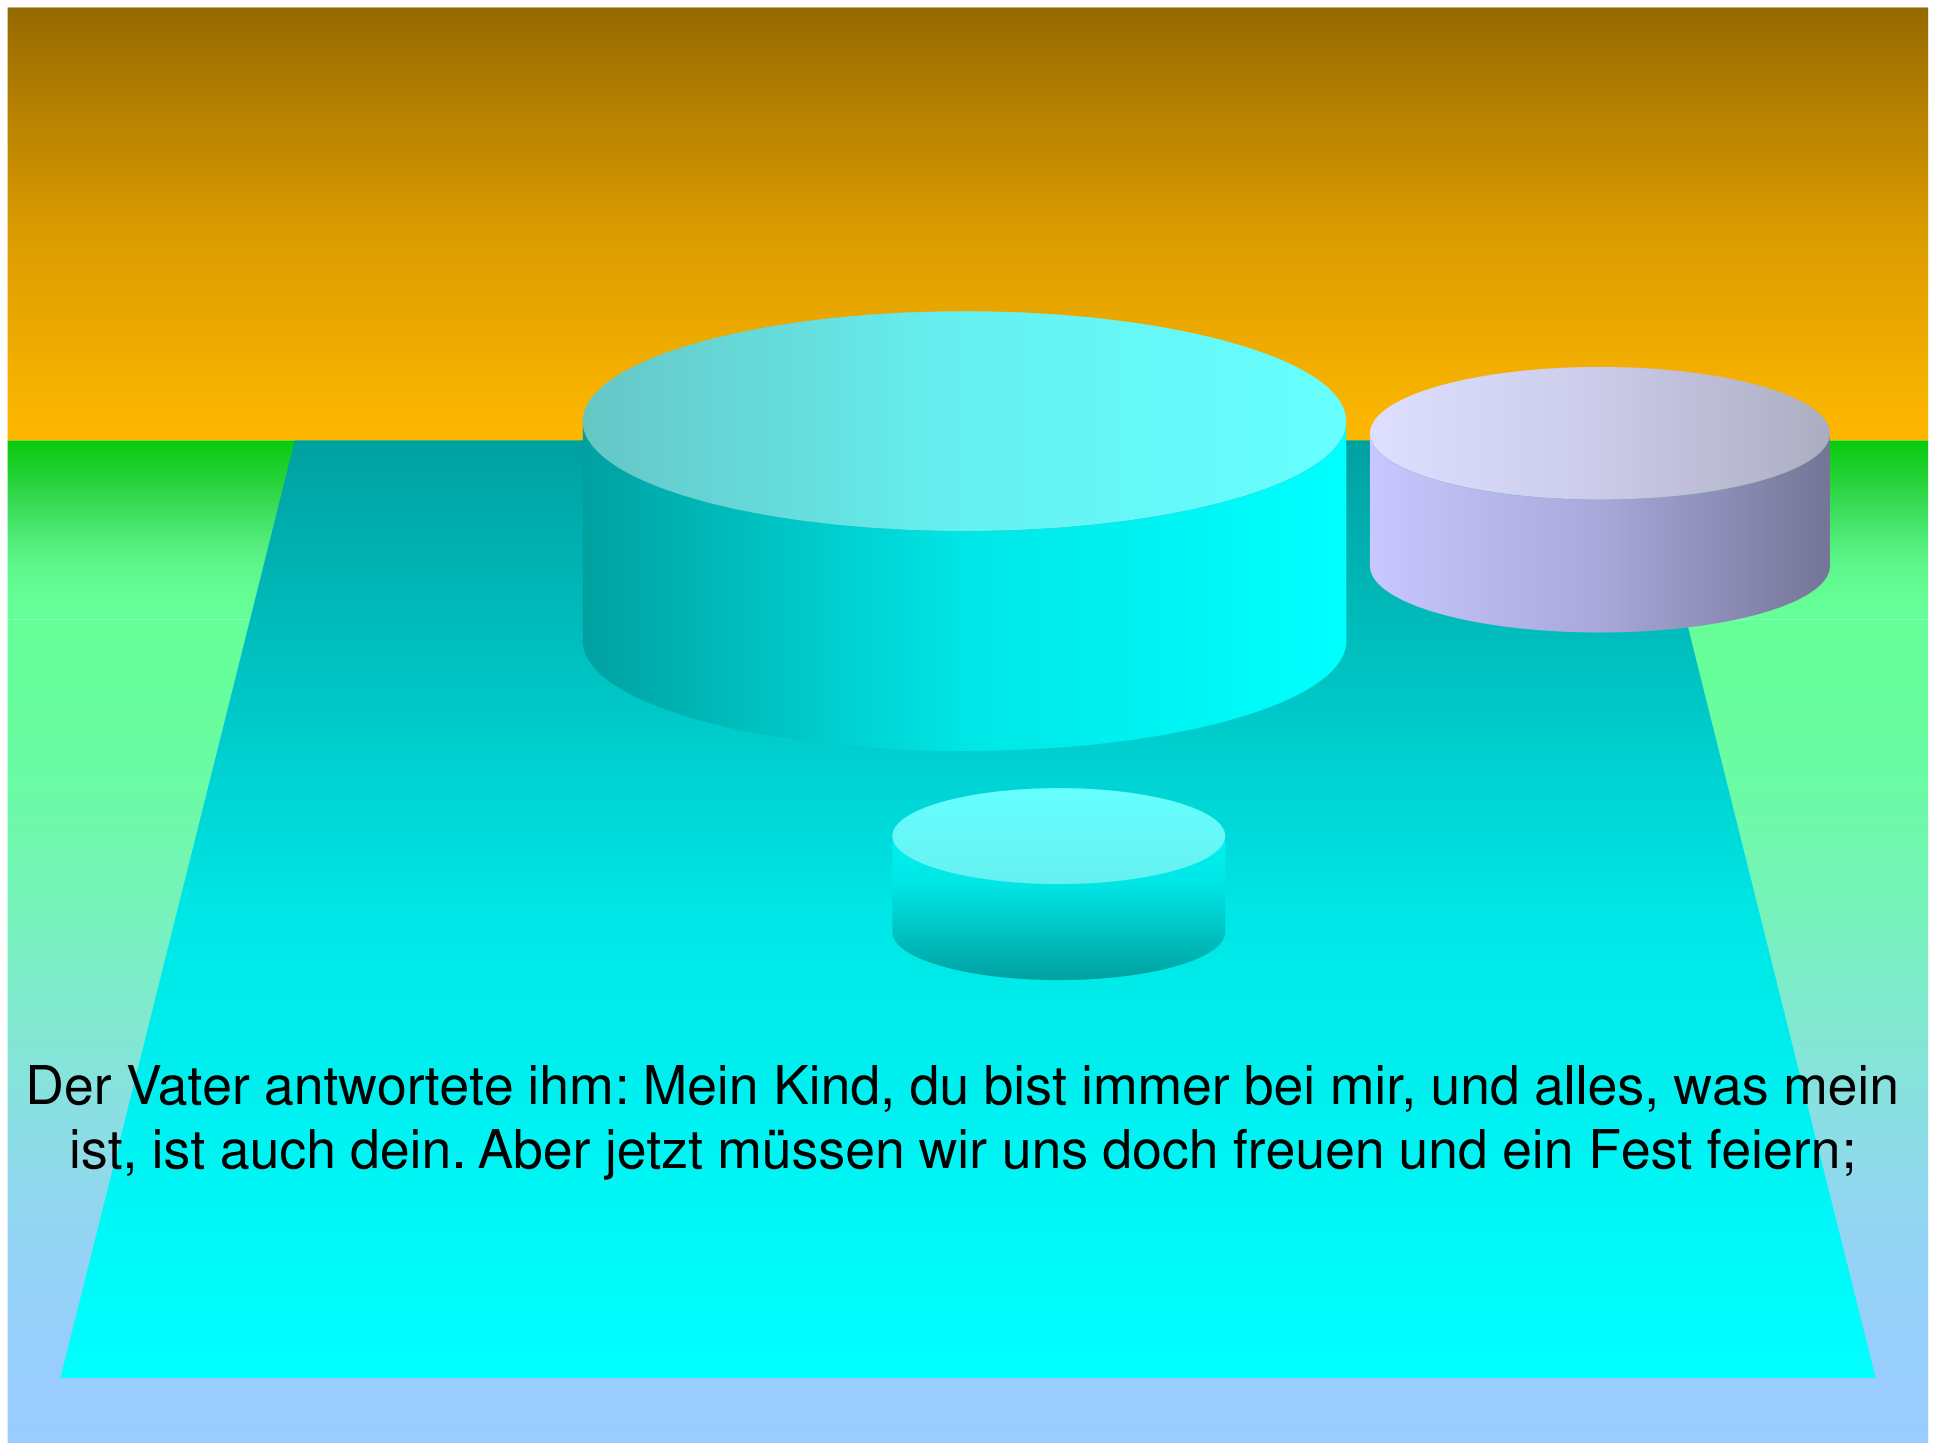 Der Vater antwortete ihm: Mein Kind, du bist immer bei mir, und alles, was mein
ist, ist auch dein. Aber jetzt müssen wir uns doch freuen und ein Fest feiern;